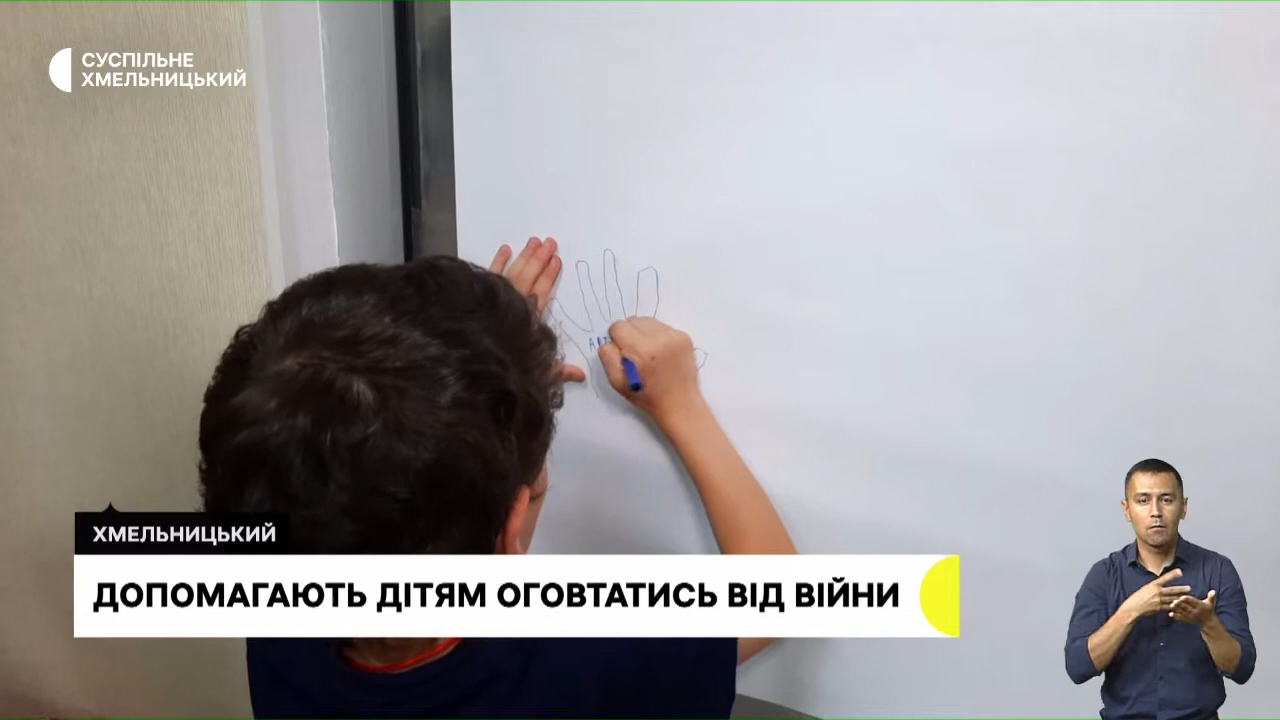 СУСПІЛЬНЕ
ХМЕЛЬНИЦЬКИЙ
ХМЕЛЬНИЦЬКИЙ
ДОПОМАГАЮТЬ ДІТЯМ ОГОВТАТИСЬ ВІД ВІЙНИ